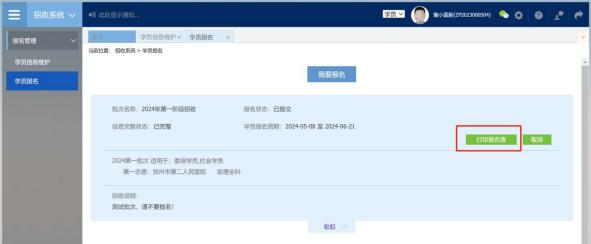 招收系统
此处显示通知...
学员
豫小医新(ZP2023000504)
报名管理
学员信息维护
学员报名
首页
学员信息维护×
学员报名 ×
当前位置: 招收系统 > 学员报名
我要报名
批次名称: 2024年第一阶段招收 报名状态: 已提交
信息完整状态: 已完整 学员报名周期: 2024-05-08 至 2024-06-21
打印报名表 取消
2024第一批次 适用于: 委培学员,社会学员
第一志愿: 郑州市第二人民医院 助理全科
招收说明:
测试批次, 请不要报名!
收起